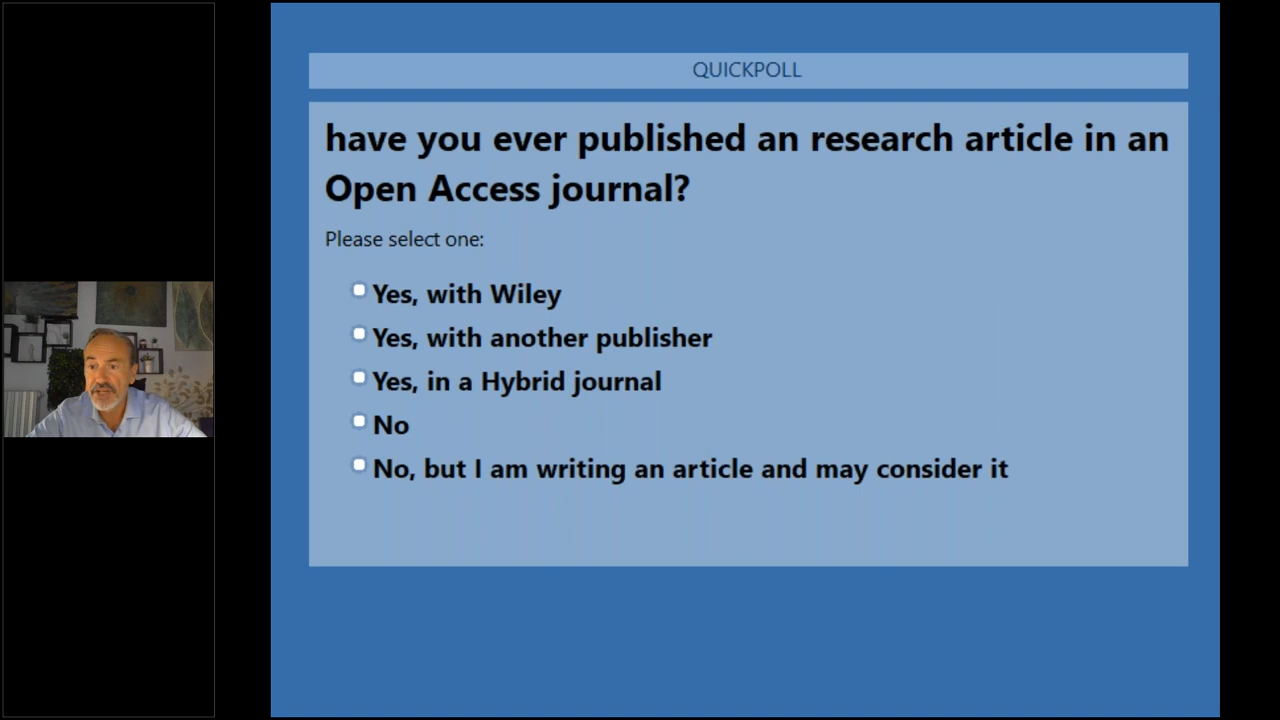 QUICKPOLL
have you ever published an research article in an
Open Access journal?
Please select one:
Yes, with Wiley
Yes, with another publisher
Yes, in a Hybrid journal
No
No, but I am writing an article and may consider it